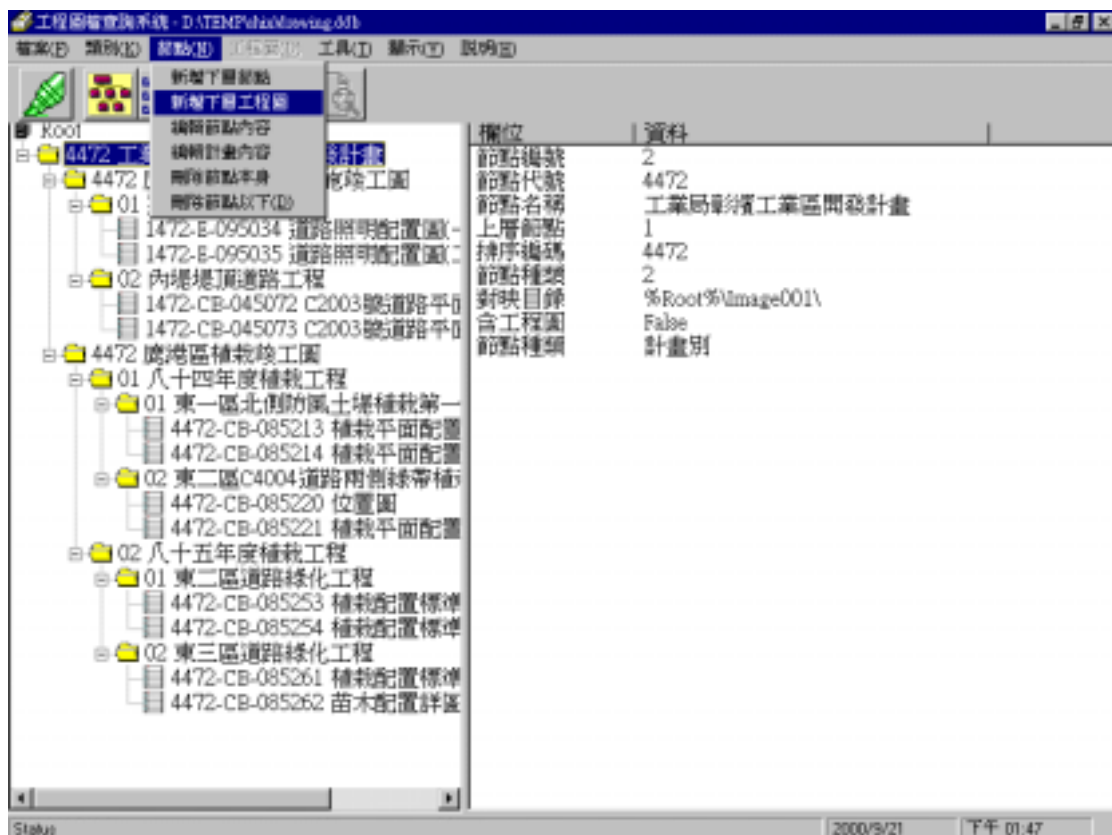 工程圖檔查詢系統 - D:\TEMP\chin\drawing.ddb
檔案(F) 類別(K) 節點(N) 工具(T) 顯示(Y) 說明(H)
新增下層節點
新增下層工程圖
編輯節點內容
編輯計畫內容
刪除節點本身
刪除節點以下(D)
Root
4472 工 發計畫
4472 竣工圖
01
1472-E-095034 道路照明配置圖(
1472-E-095035 道路照明配置圖(
02 內堤堤頂道路工程
1472-CB-045072 C2003號道路平
1472-CB-045073 C2003號道路平
4472 鹿港區植栽竣工圖
01 八十四年度植栽工程
01 東一區北側防風土堤植栽第一
4472-CB-085213 植栽平面配置
4472-CB-085214 植栽平面配置
02 東二區C4004道路兩側綠帶植
4472-CB-085220 位置圖
4472-CB-085221 植栽平面配置
02 八十五年度植栽工程
01 東二區道路綠化工程
4472-CB-085253 植栽配置標準
4472-CB-085254 植栽配置標準
02 東三區道路綠化工程
4472-CB-085261 植栽配置標準
4472-CB-085262 苗木配置詳圖
欄位 資料
節點編號 2
節點代號 4472
節點名稱 工業局彰濱工業區開發計畫
上層節點 1
排序編碼 4472
節點種類 2
對映目錄 %Root%\Image001\
含工程圖 False
節點種類 計畫別
Status 2000/9/21 下午 01:47